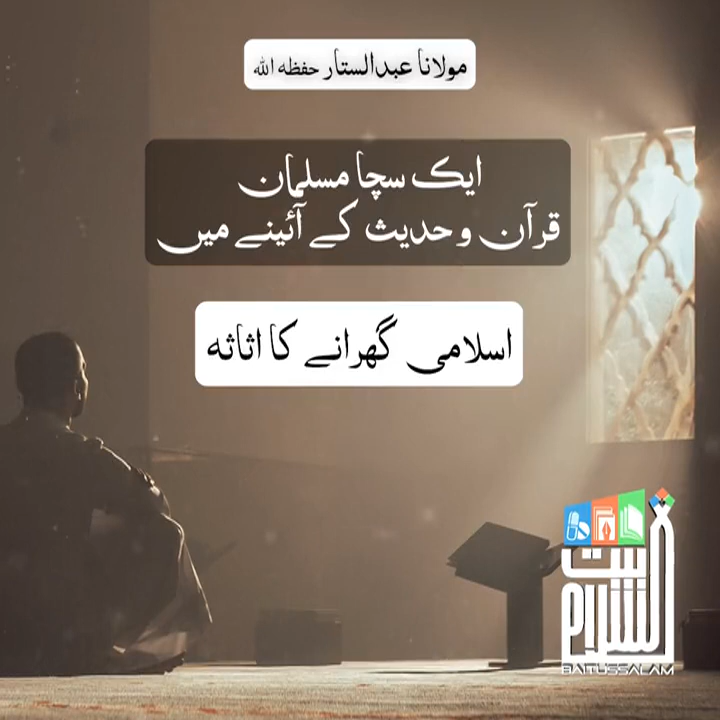 مولانا عبدالستار حفظہ اللہ
ایک سچا مسلمان
قرآن و حدیث کے آئینے میں
اسلامی گھرانے کا اثاثہ
بیت السلام
BAITUSSALAM